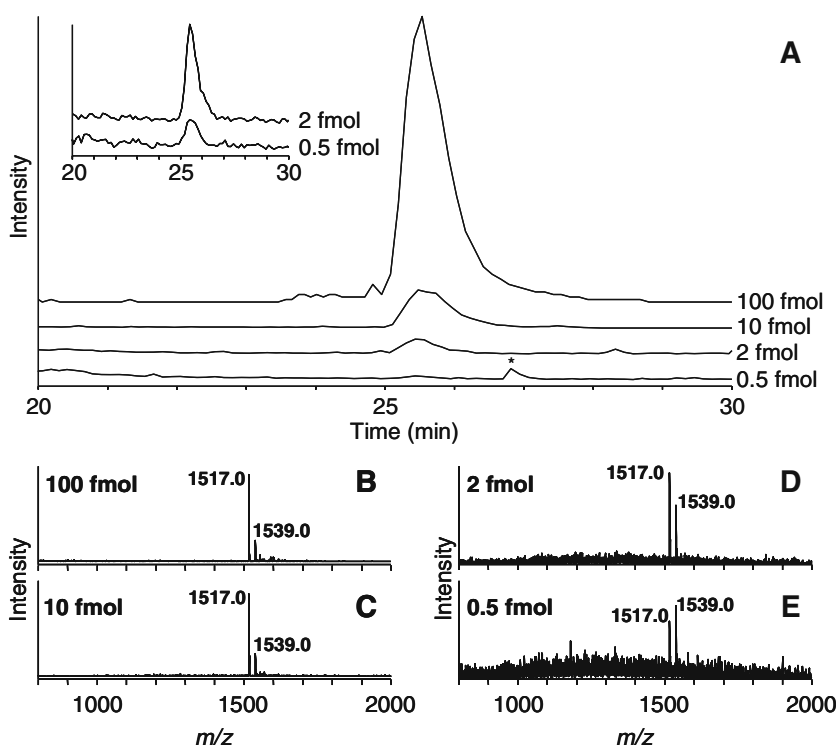 A
Intensity
2 fmol
0.5 fmol
20 25 30
100 fmol
10 fmol
2 fmol
*
0.5 fmol
20 25 30
Time (min)
100 fmol 1517.0 B
1539.0
2 fmol 1517.0 D
1539.0
Intensity
Intensity
10 fmol 1517.0 C
1539.0
0.5 fmol 1517.0 1539.0 E
1000 1500 2000
1000 1500 2000
m/z
m/z